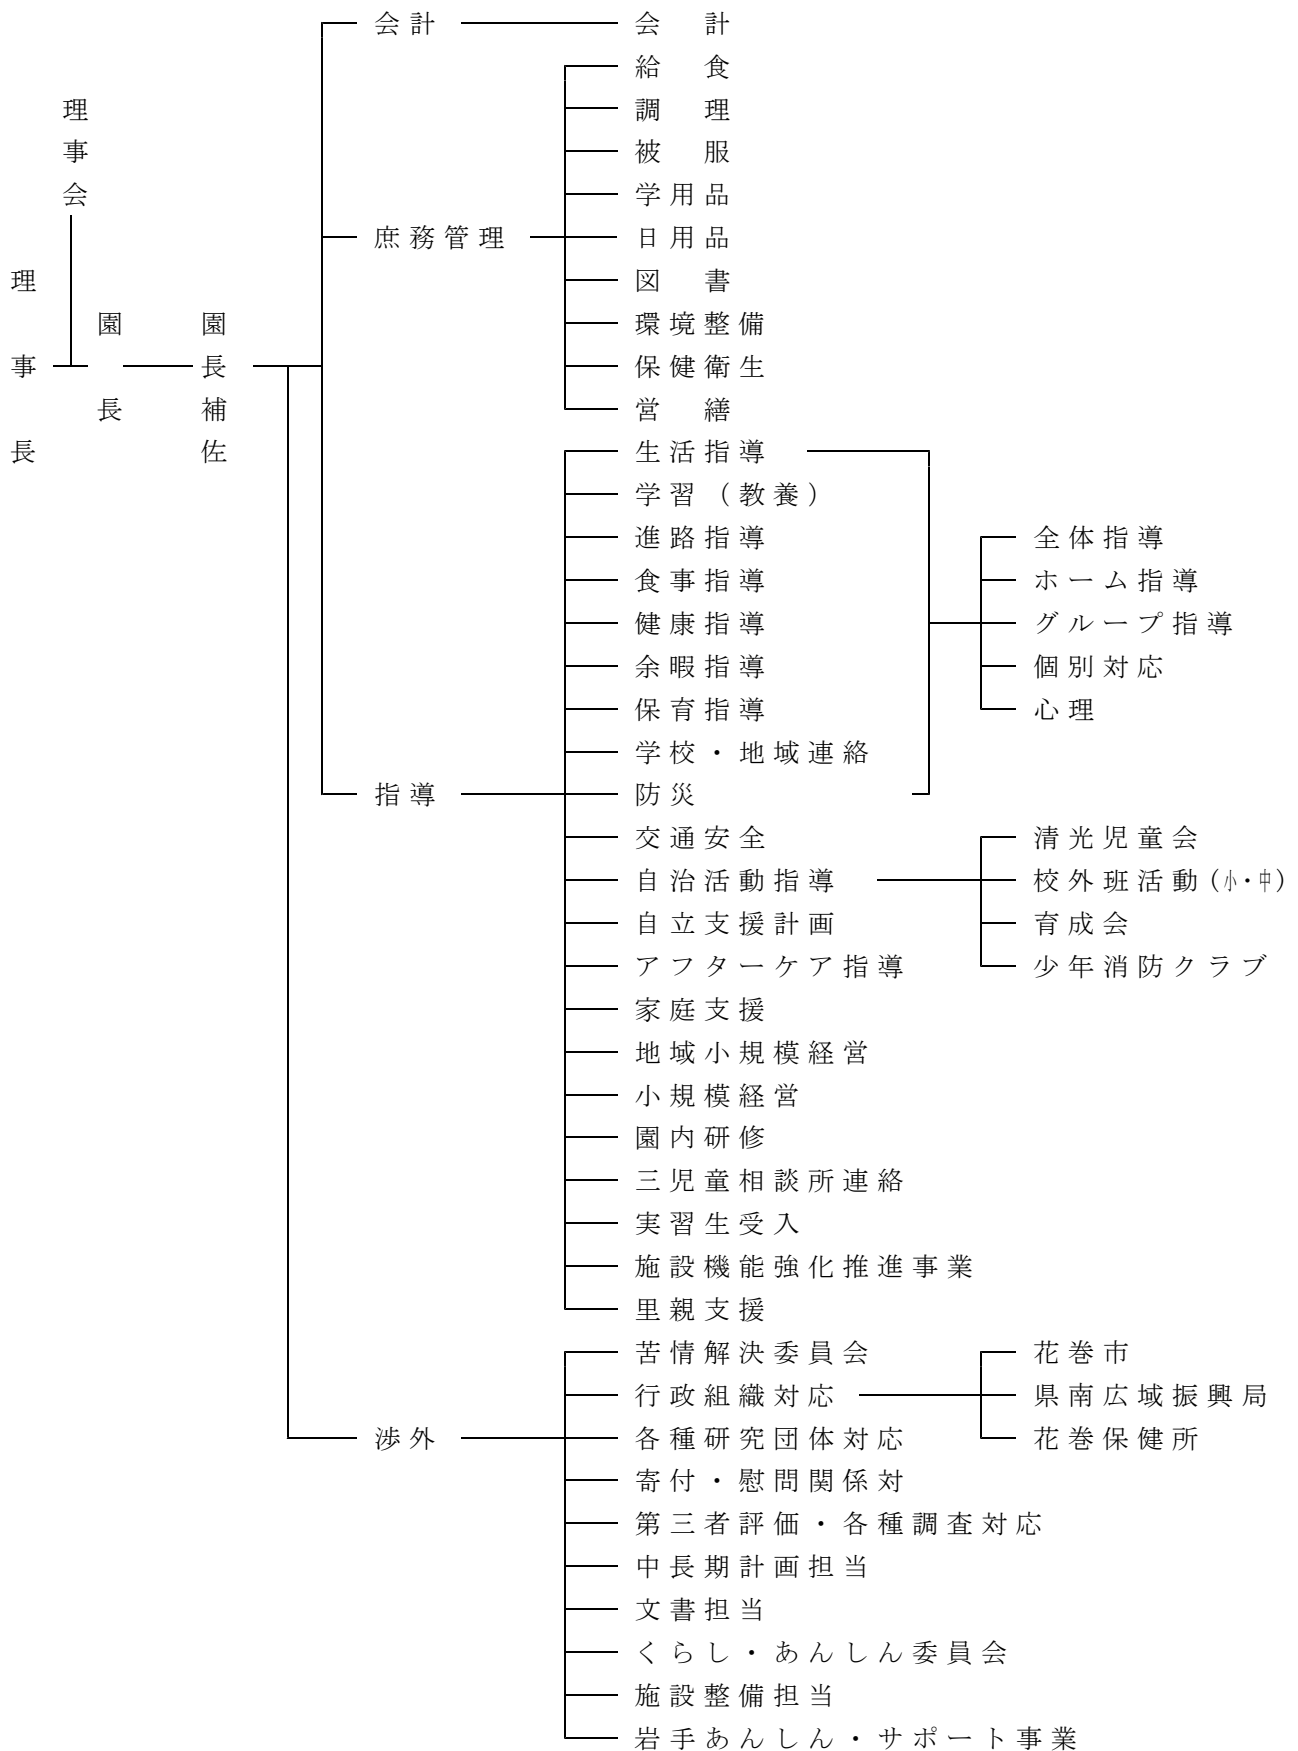 理事会
理事長
園長
園長補佐
会計
会計
庶務管理
給食
調理
被服
学用品
日用品
図書
環境整備
保健衛生
営繕
指導
生活指導
学習（教養）
進路指導
食事指導
健康指導
余暇指導
保育指導
学校・地域連絡
防災
全体指導
ホーム指導
グループ指導
個別対応
心理
交通安全
自治活動指導
清光児童会
校外班活動(小・中)
育成会
少年消防クラブ
自立支援計画
アフターケア指導
家庭支援
地域小規模経営
小規模経営
園内研修
三児童相談所連絡
実習生受入
施設機能強化推進事業
里親支援
渉外
苦情解決委員会
行政組織対応
花巻市
県南広域振興局
花巻保健所
各種研究団体対応
寄付・慰問関係対
第三者評価・各種調査対応
中長期計画担当
文書担当
くらし・あんしん委員会
施設整備担当
岩手あんしん・サポート事業